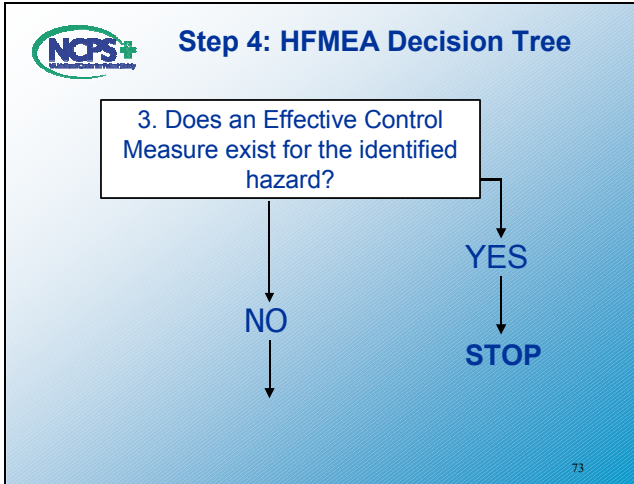 NCPS
Step 4: HFMEA Decision Tree
3. Does an Effective Control
Measure exist for the identified
hazard?
YES
NO
STOP
73